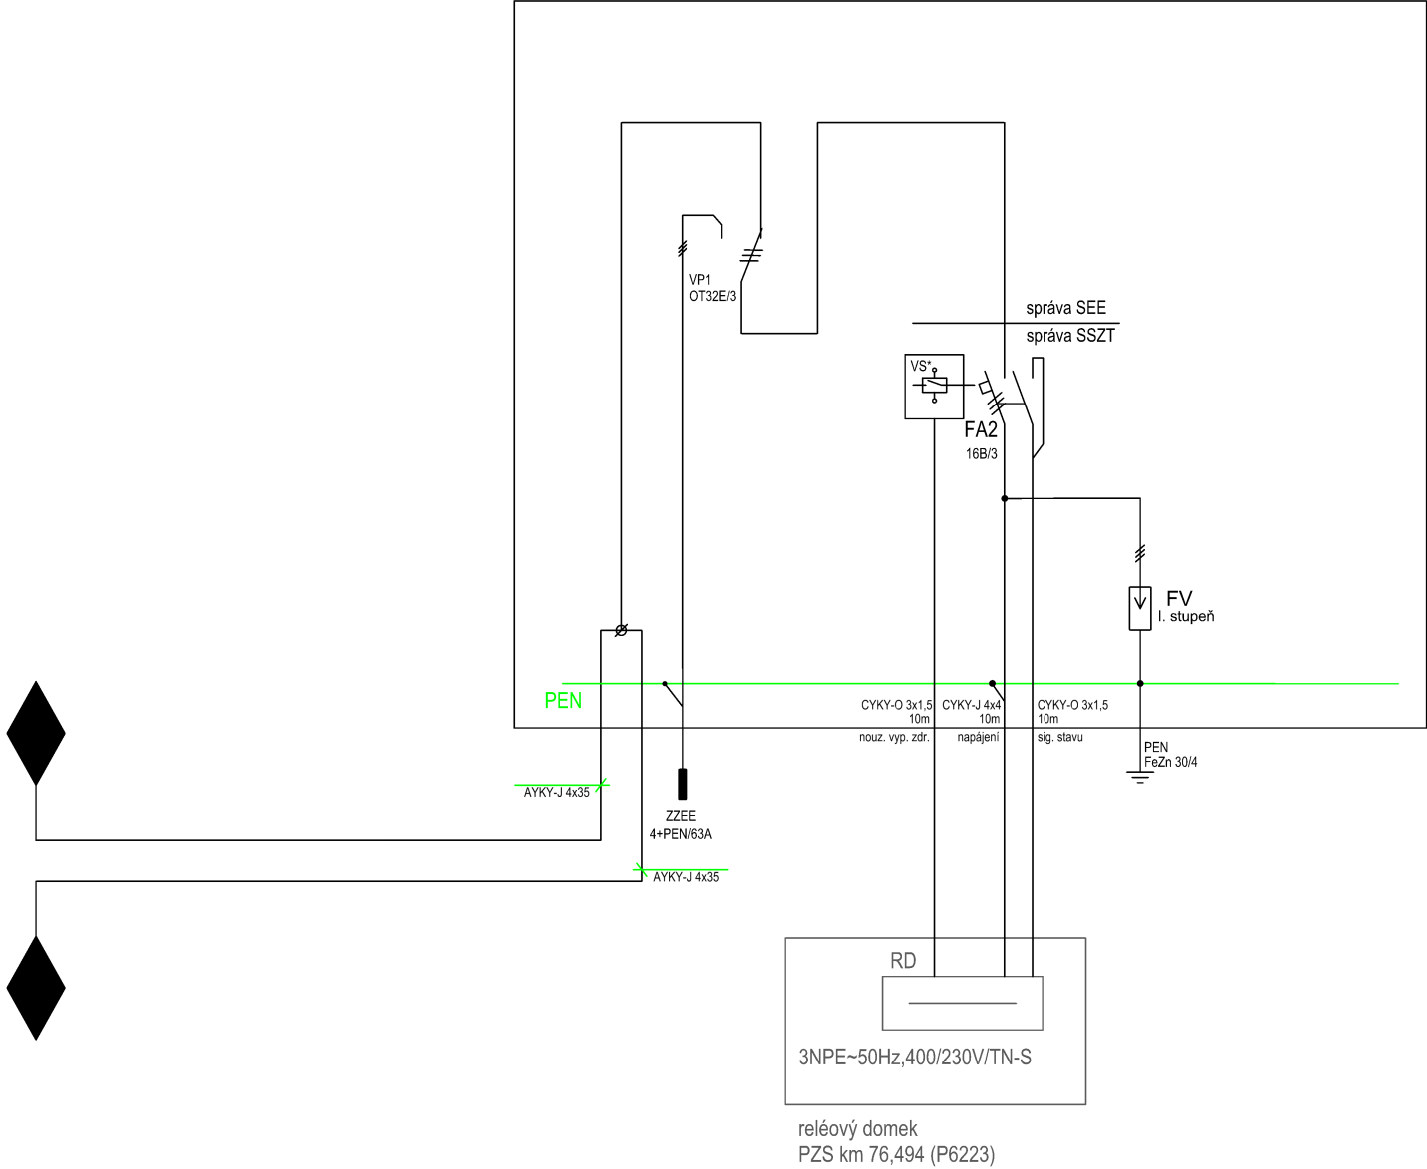 VP1
OT32E/3
správa SEE
správa SSZT
VS*
FA2
16B/3
FV
I. stupeň
PEN
CYKY-O 3x1,5
10m
nouz. vyp. zdr.
CYKY-J 4x4
10m
napájení
CYKY-O 3x1,5
10m
sig. stavu
PEN
FeZn 30/4
AYKY-J 4x35
ZZEE
4+PEN/63A
AYKY-J 4x35
RD
3NPE~50Hz,400/230V/TN-S
reléový domek
PZS km 76,494 (P6223)